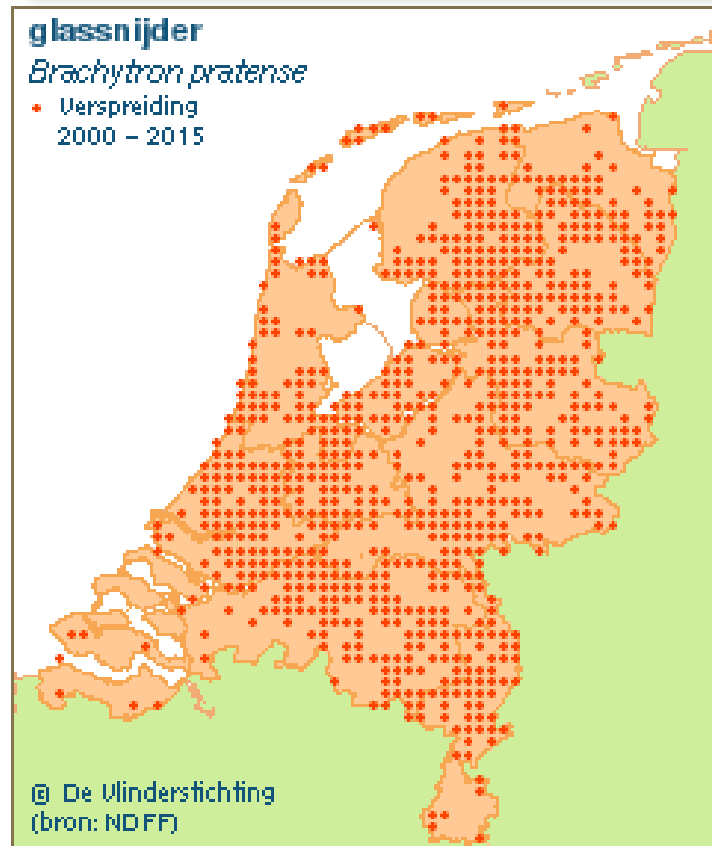 glassnijder
Brachytron pratense
Verspreiding
2000 – 2015
© De Vlinderstichting
(bron: NDFF)